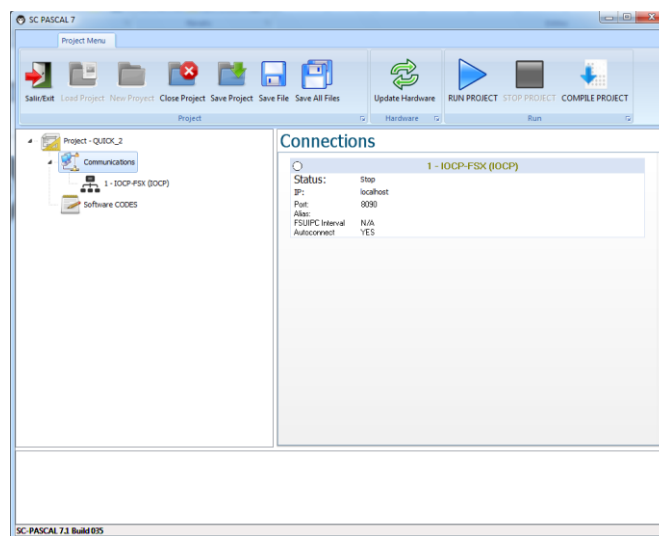 SC PASCAL 7
Project Menu
Salir/Exit Load Project New Proyect Close Project Save Project Save File Save All Files Update Hardware RUN PROJECT STOP PROJECT COMPILE PROJECT
Project Hardware Run
Project - QUICK_2
Communications
1 - IOCP-FSX (IOCP)
Software CODES
Connections
1 - IOCP-FSX (IOCP)
Status: Stop
IP: localhost
Port: 8090
Alias:
FSUIPC Interval N/A
Autoconnect YES
SC-PASCAL 7.1 Build 035